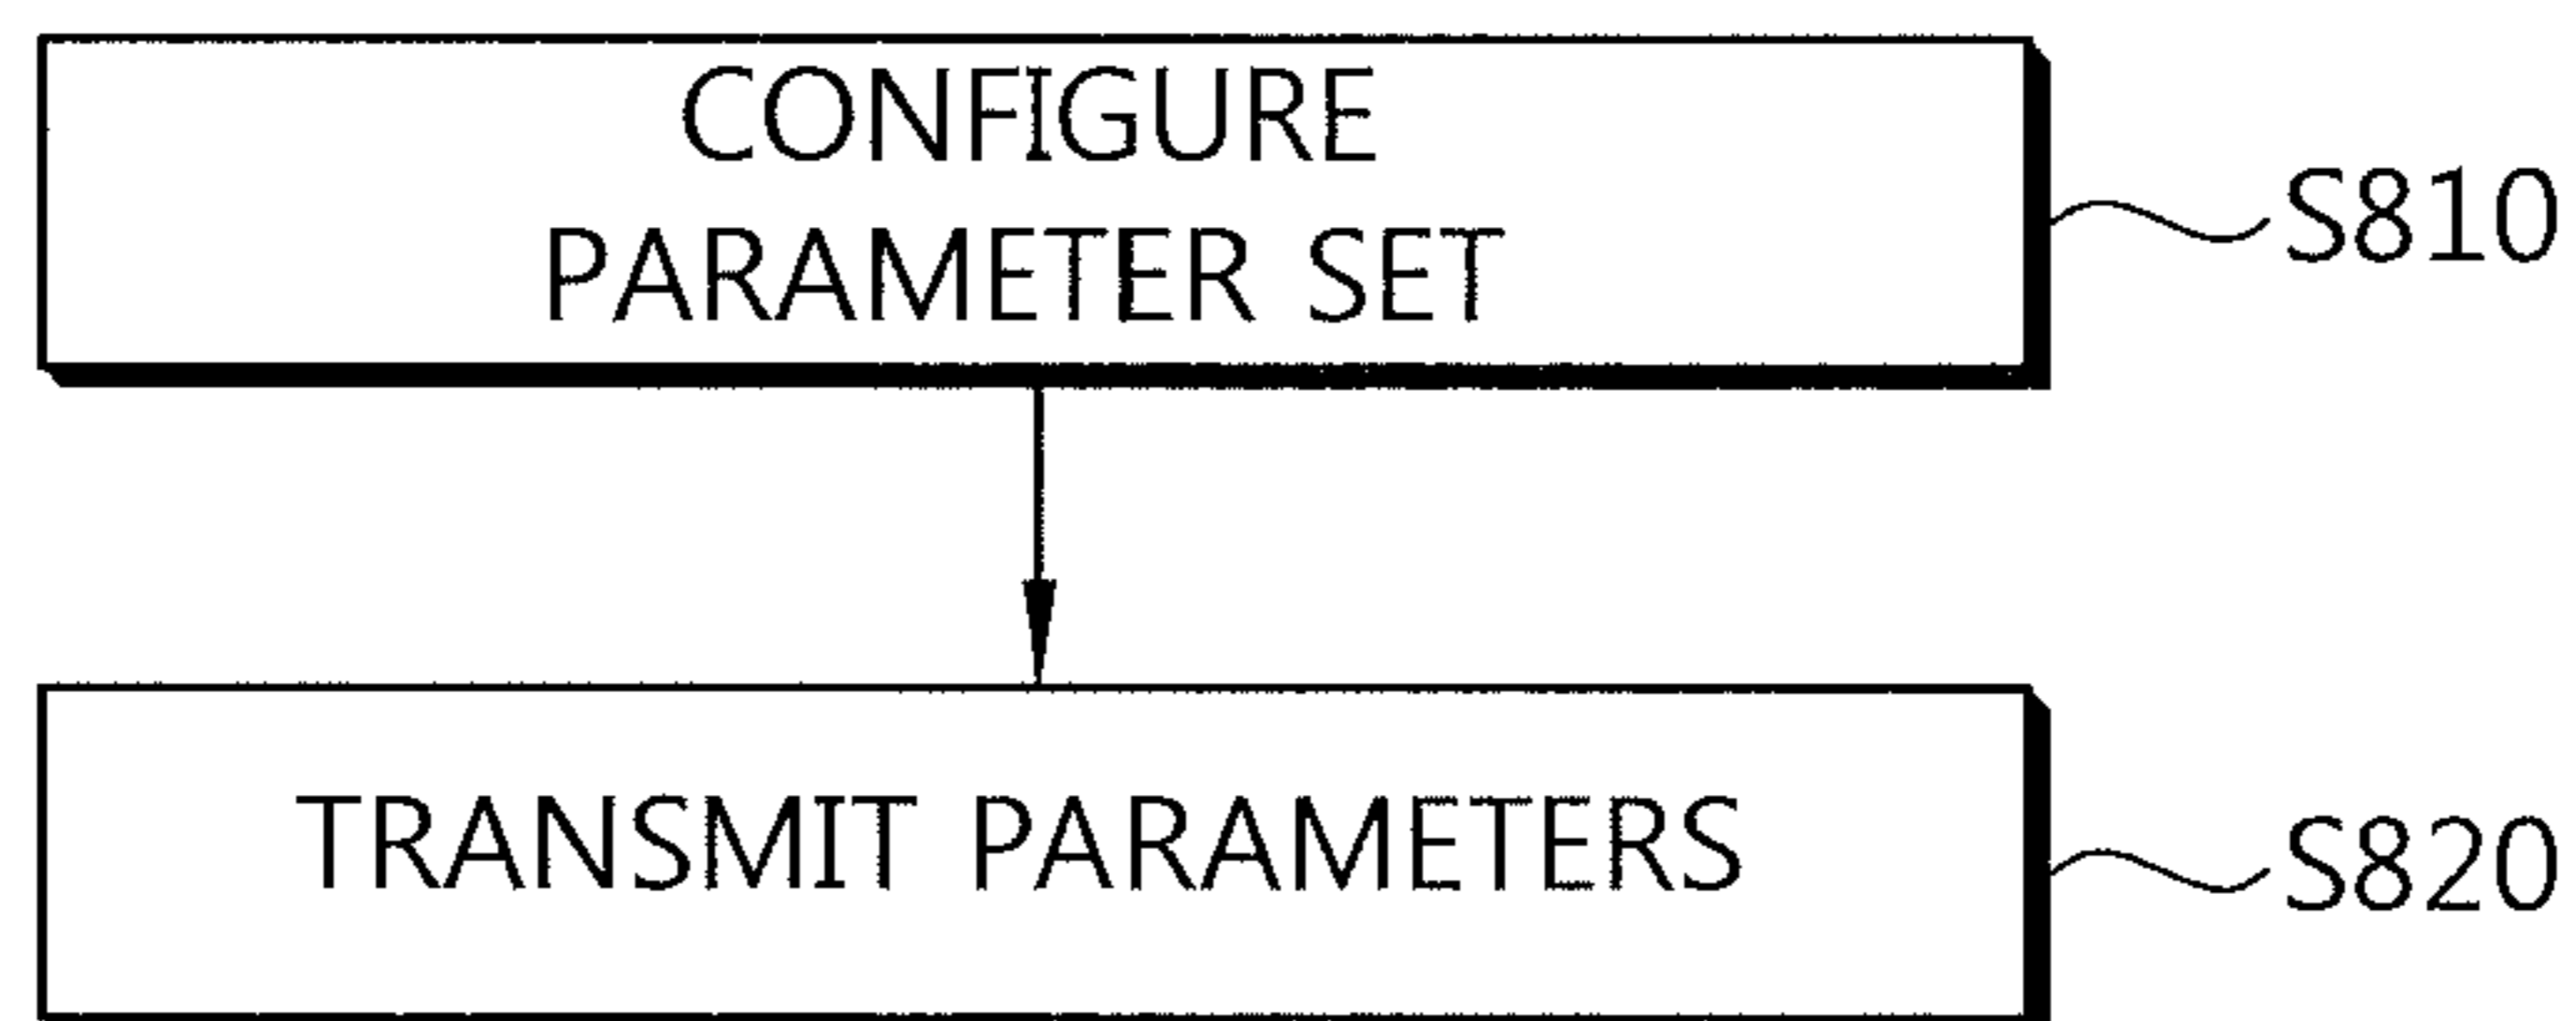 CONFIGURE
PARAMETER SET
S810
TRANSMIT PARAMETERS
S820